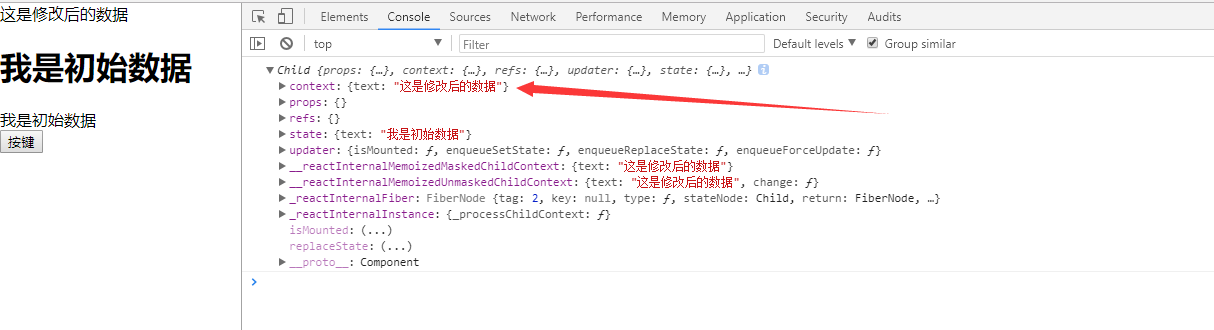 这是修改后的数据
我是初始数据
我是初始数据
按键
Elements Console Sources Network Performance Memory Application Security Audits
top Filter Default levels Group similar
Child {props: {…}, context: {…}, refs: {…}, updater: {…}, state: {…}, …}
context: {text: "这是修改后的数据"}
props: {}
refs: {}
state: {text: "我是初始数据"}
updater: {isMounted: ƒ, enqueueSetState: ƒ, enqueueReplaceState: ƒ, enqueueForceUpdate: ƒ}
__reactInternalMemoizedMaskedChildContext: {text: "这是修改后的数据"}
__reactInternalMemoizedUnmaskedChildContext: {text: "这是修改后的数据", change: ƒ}
_reactInternalFiber: FiberNode {tag: 2, key: null, type: ƒ, stateNode: Child, return: FiberNode, …}
_reactInternalInstance: {_processChildContext: ƒ}
isMounted: (...)
replaceState: (...)
__proto__: Component